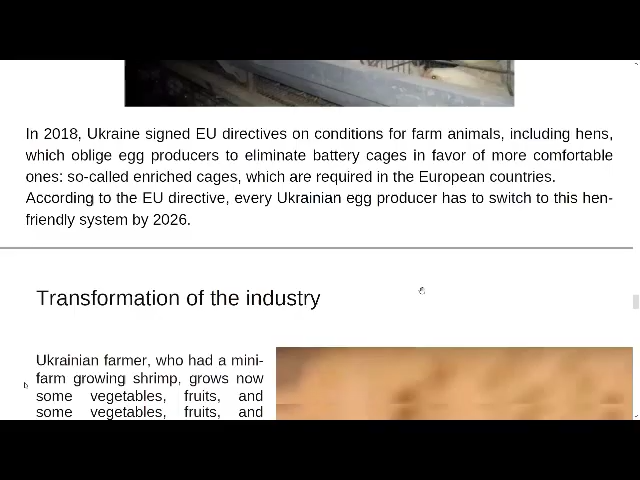 In 2018, Ukraine signed EU directives on conditions for farm animals, including hens,
which oblige egg producers to eliminate battery cages in favor of more comfortable
ones: so-called enriched cages, which are required in the European countries.
According to the EU directive, every Ukrainian egg producer has to switch to this hen-
friendly system by 2026.
Transformation of the industry
Ukrainian farmer, who had a mini-
farm growing shrimp, grows now
some vegetables, fruits, and
some vegetables, fruits, and